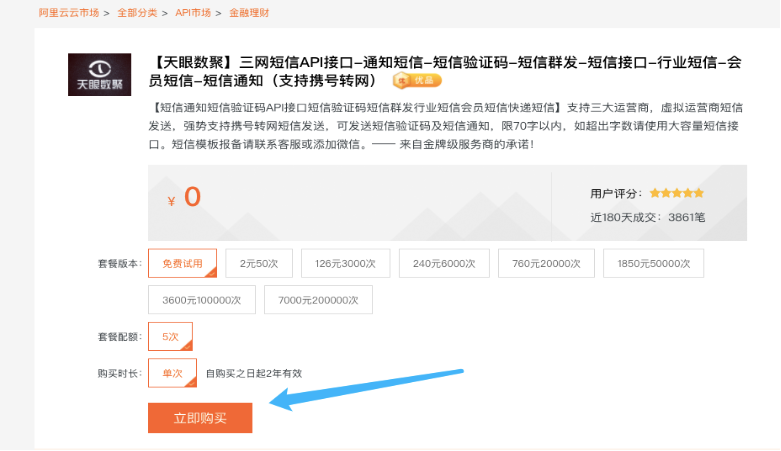 阿里云云市场 > 全部分类 > API市场 > 金融理财
天眼数聚
【天眼数聚】三网短信API接口-通知短信-短信验证码-短信群发-短信接口-行业短信-会
员短信-短信通知（支持携号转网） 优 优品
【短信通知短信验证码API接口短信验证码短信群发行业短信会员短信快递短信】支持三大运营商，虚拟运营商短信
发送，强势支持携号转网短信发送，可发送短信验证码及短信通知，限70字以内，如超出字数请使用大容量短信接
口。短信模板报备请联系客服或添加微信。—— 来自金牌级服务商的承诺！
¥ 0
用户评分：
近180天成交：3861笔
套餐版本： 免费试用 2元50次 126元3000次 240元6000次 760元20000次 1850元50000次
3600元100000次 7000元200000次
套餐配额： 5次
购买时长： 单次 自购买之日起2年有效
立即购买